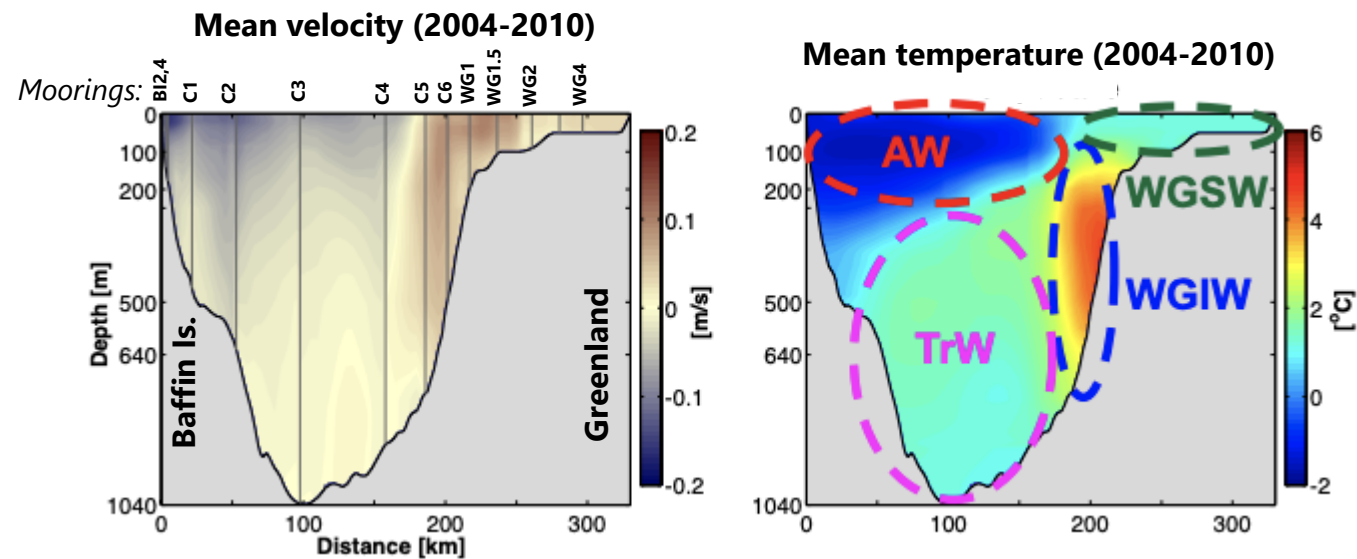 Mean velocity (2004-2010)
Moorings: BI2,4 C1 C2 C3 C4 C5 C6 WG1 WG1.5 WG2 WG4
0
100
200
500
640
1040
Depth [m]
Baffin Is.
Greenland
0 100 200 300
Distance [km]
0.2
0.1
0
-0.1
-0.2
[m/s]
Mean temperature (2004-2010)
0
100
200
500
640
1040
AW
WGSW
WGIW
TrW
0 100 200 300
6
4
2
0
-2
[°C]